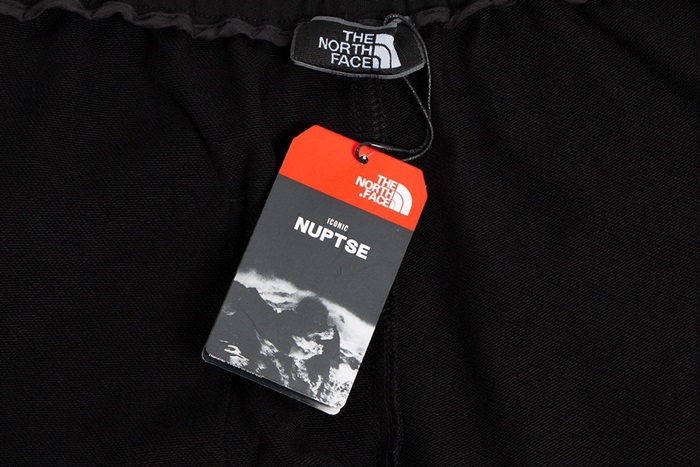 THE
NORTH
FACE
THE
NORTH
FACE
ICONIC
NUPTSE